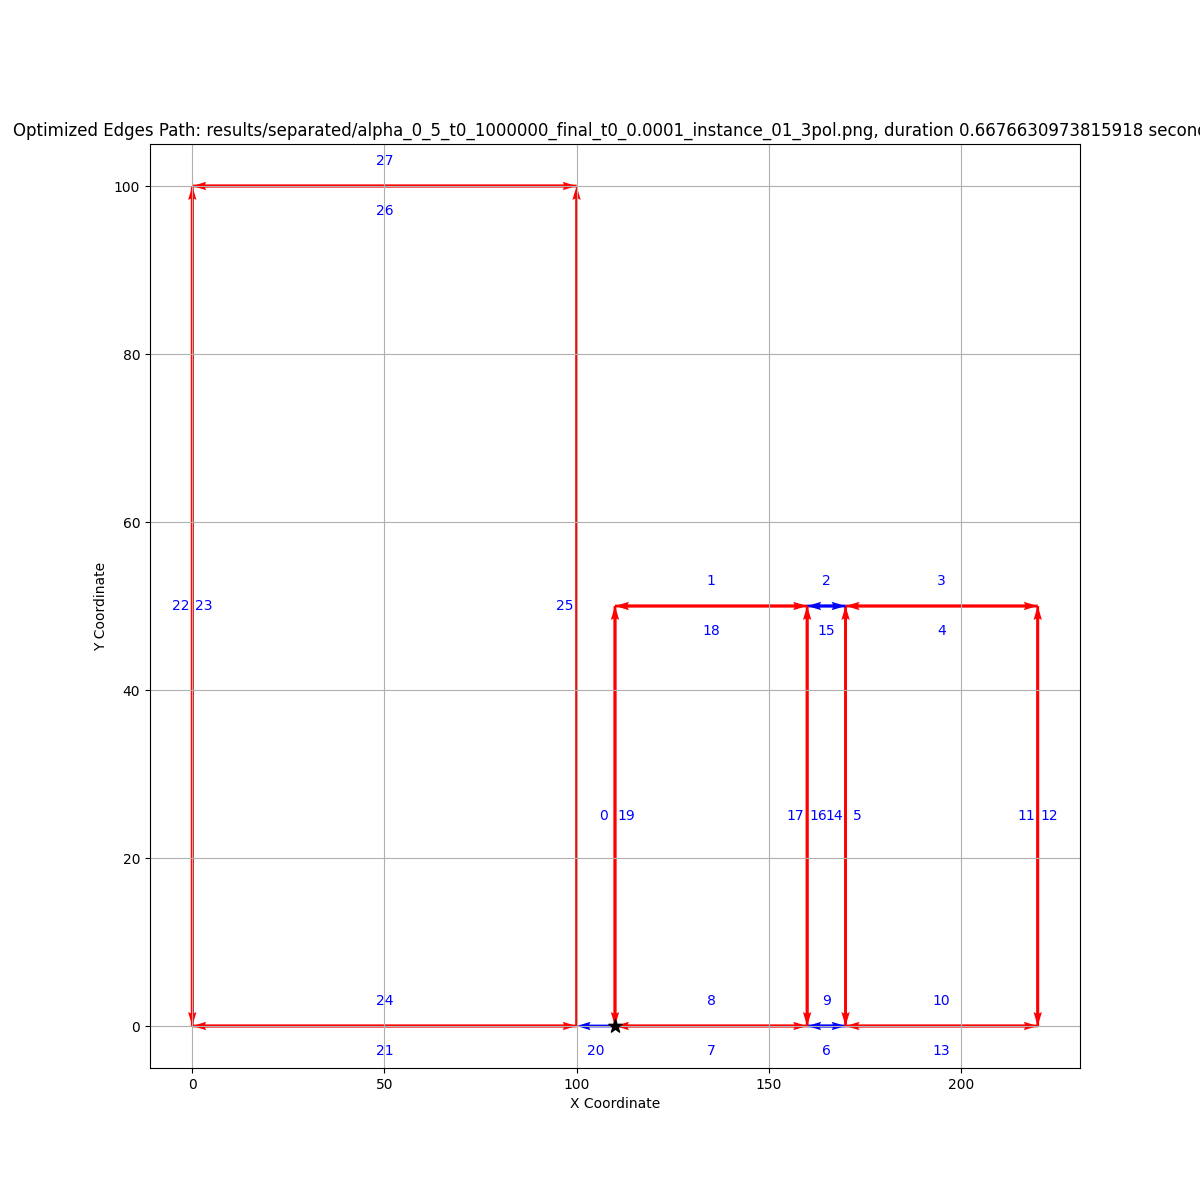 Optimized Edges Path: results/separated/alpha_0_5_t0_1000000_final_t0_0.0001_instance_01_3pol.png, duration 0.6676630973815918 secon
27
100
26
80
60
Y Coordinate
1 2 3
22 23 25
18 15 4
40
0 19 17 16 14 5 11 12
20
24 8 9 10
0
21 20 7 6 13
0 50 100 150 200
X Coordinate